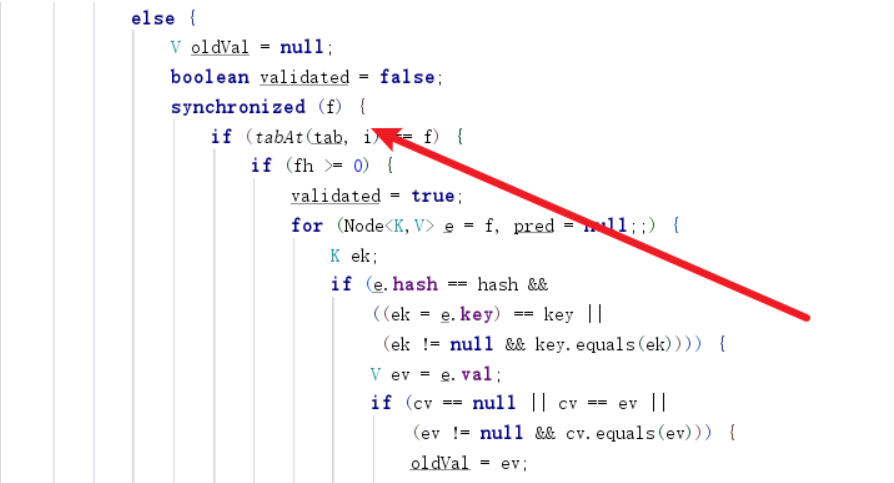 else {
V oldVal = null;
boolean validated = false;
synchronized (f) {
if (tabAt(tab, i) == f) {
if (fh >= 0) {
validated = true;
for (Node<K,V> e = f, pred = null;;) {
K ek;
if (e.hash == hash &&
((ek = e.key) == key ||
(ek != null && key.equals(ek)))) {
V ev = e.val;
if (cv == null || cv == ev ||
(ev != null && cv.equals(ev))) {
oldVal = ev;